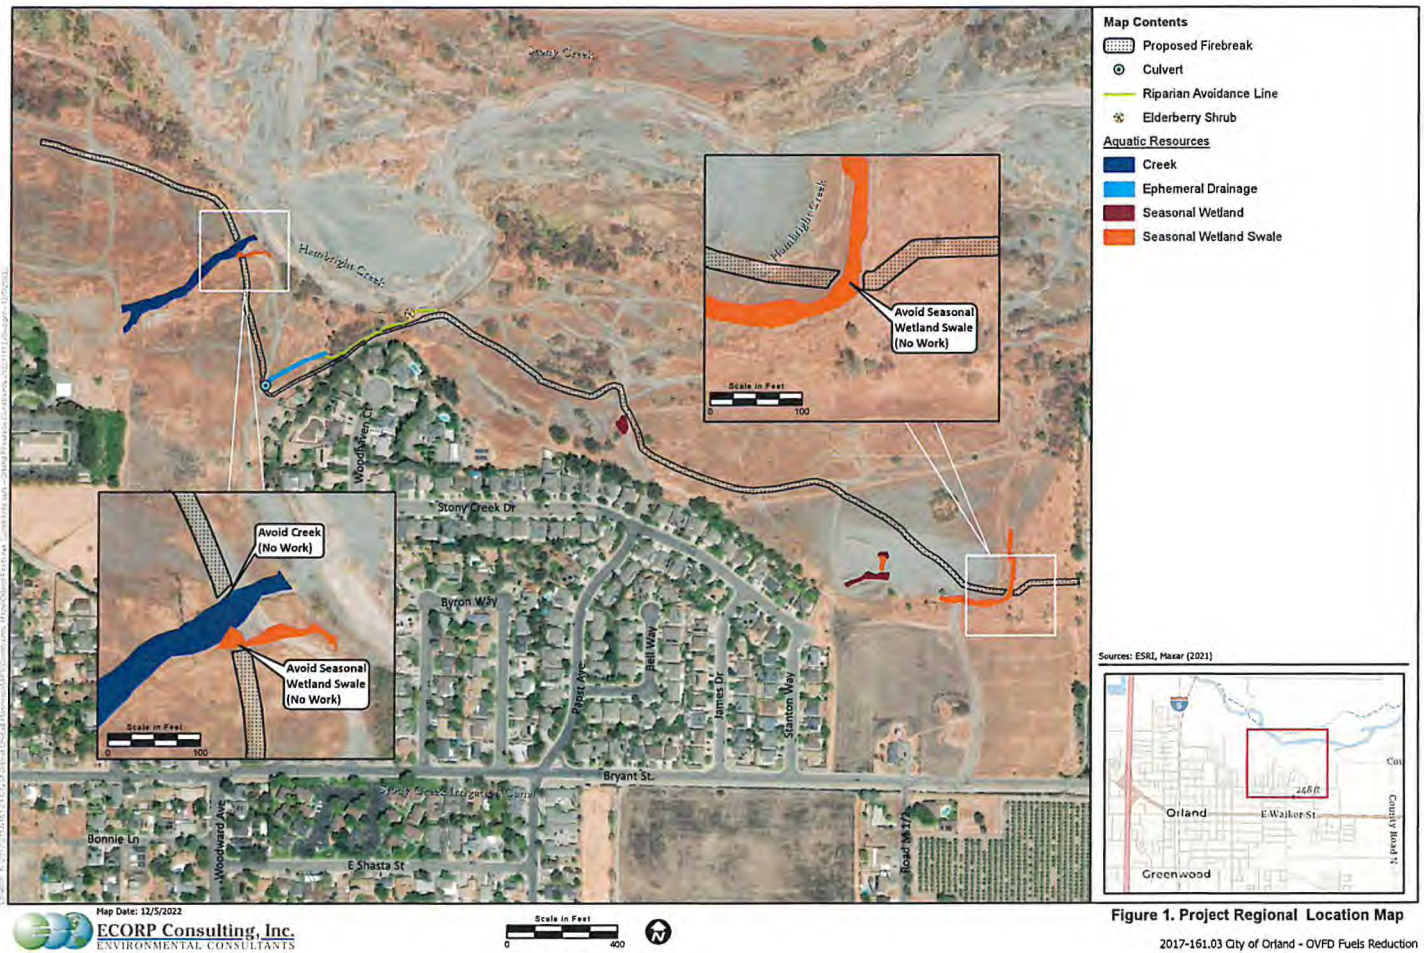 Map Contents
Proposed Firebreak
Culvert
Riparian Avoidance Line
Elderberry Shrub
Aquatic Resources
Creek
Ephemeral Drainage
Seasonal Wetland
Seasonal Wetland Swale
Stony Creek
Hambright Creek
Hambright Creek
Avoid Seasonal
Wetland Swale
(No Work)
Scale in Feet
0 100
Woodhaven Ct
Stony Creek Dr
Avoid Creek
(No Work)
Avoid Seasonal
Wetland Swale
(No Work)
Scale in Feet
0 100
Byron Way
Bell Way
Papst Ave
James Dr
Stanton Way
Bryant St.
Woodward Ave
Bonnie Ln
E Shasta St
Sources: ESRI, Maxar (2021)
5
248 ft
Orland
E Walker St
County Road N
Greenwood
Map Date: 12/5/2022
ECORP Consulting, Inc.
ENVIRONMENTAL CONSULTANTS
Scale in Feet
0 400
N
Figure 1. Project Regional Location Map
2017-161.03 City of Orland - OVFD Fuels Reduction